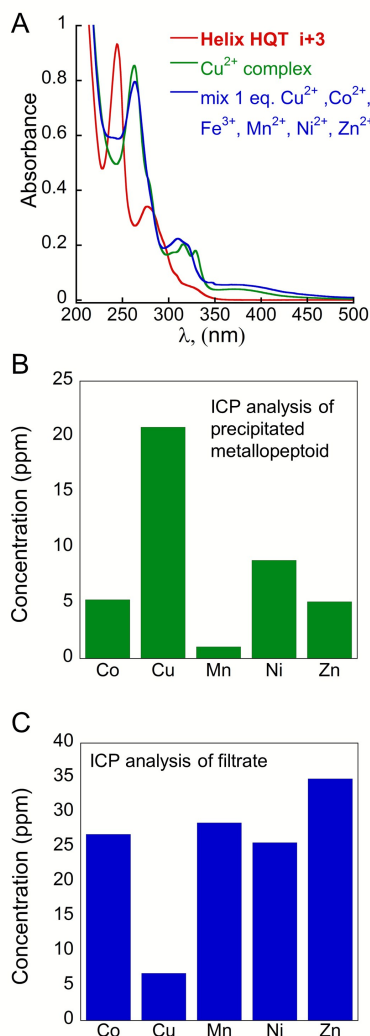 A
Helix HQT i+3
Cu²⁺ complex
mix 1 eq. Cu²⁺ ,Co²⁺,
Fe³⁺, Mn²⁺, Ni²⁺, Zn²⁺
Absorbance
1
0.8
0.6
0.4
0.2
0
200 250 300 350 400 450 500
λ, (nm)
B
ICP analysis of
precipitated
metallopeptoid
Concentration (ppm)
25
20
15
10
5
0
Co Cu Mn Ni Zn
C
ICP analysis of filtrate
Concentration (ppm)
40
35
30
25
20
15
10
5
0
Co Cu Mn Ni Zn